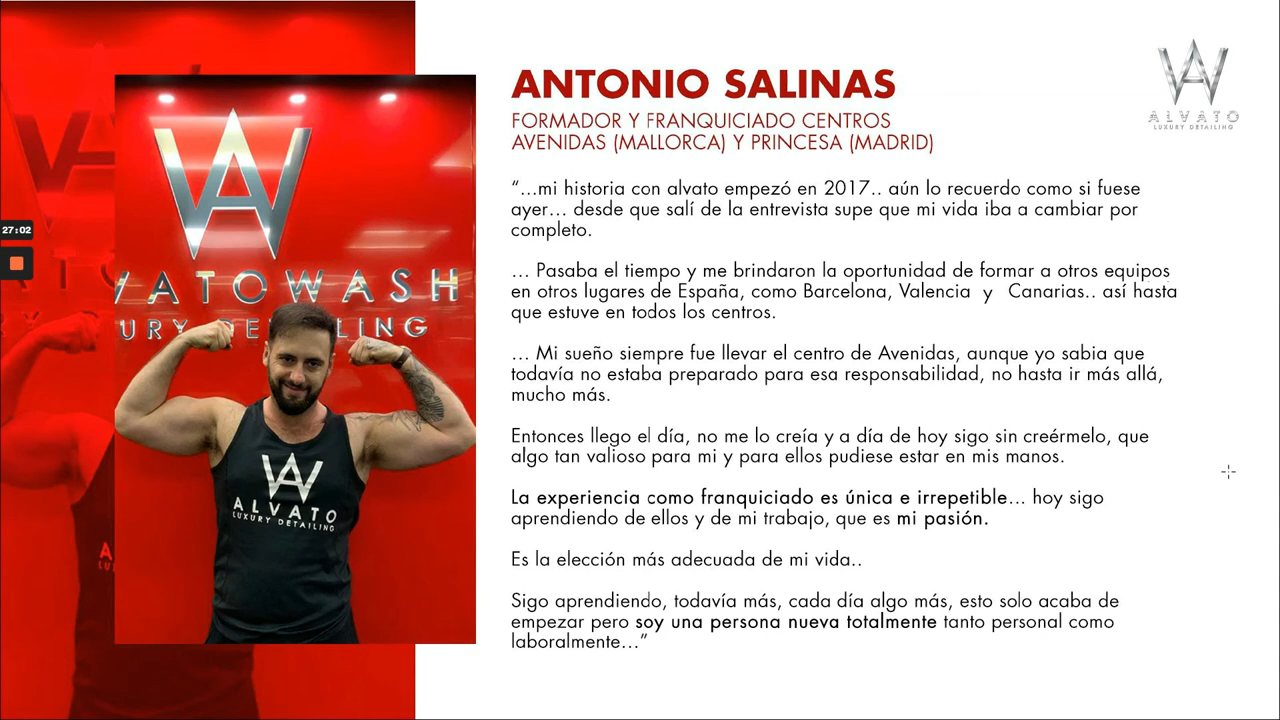 ANTONIO SALINAS
FORMADOR Y FRANQUICIADO CENTROS
AVENIDAS (MALLORCA) Y PRINCESA (MADRID)
ALVATO
LUXURY DETAILING
“...mi historia con alvato empezó en 2017.. aún lo recuerdo como si fuese
ayer... desde que salí de la entrevista supe que mi vida iba a cambiar por
completo.
... Pasaba el tiempo y me brindaron la oportunidad de formar a otros equipos
en otros lugares de España, como Barcelona, Valencia y Canarias.. así hasta
que estuve en todos los centros.
... Mi sueño siempre fue llevar el centro de Avenidas, aunque yo sabia que
todavía no estaba preparado para esa responsabilidad, no hasta ir más allá,
mucho más.
Entonces llego el día, no me lo creía y a día de hoy sigo sin creérmelo, que
algo tan valioso para mi y para ellos pudiese estar en mis manos.
La experiencia como franquiciado es única e irrepetible... hoy sigo
aprendiendo de ellos y de mi trabajo, que es mi pasión.
Es la elección más adecuada de mi vida..
Sigo aprendiendo, todavía más, cada día algo más, esto solo acaba de
empezar pero soy una persona nueva totalmente tanto personal como
laboralmente...”
27:02
VATOWASH
URY DETAILING
ALVATO
LUXURY DETAILING